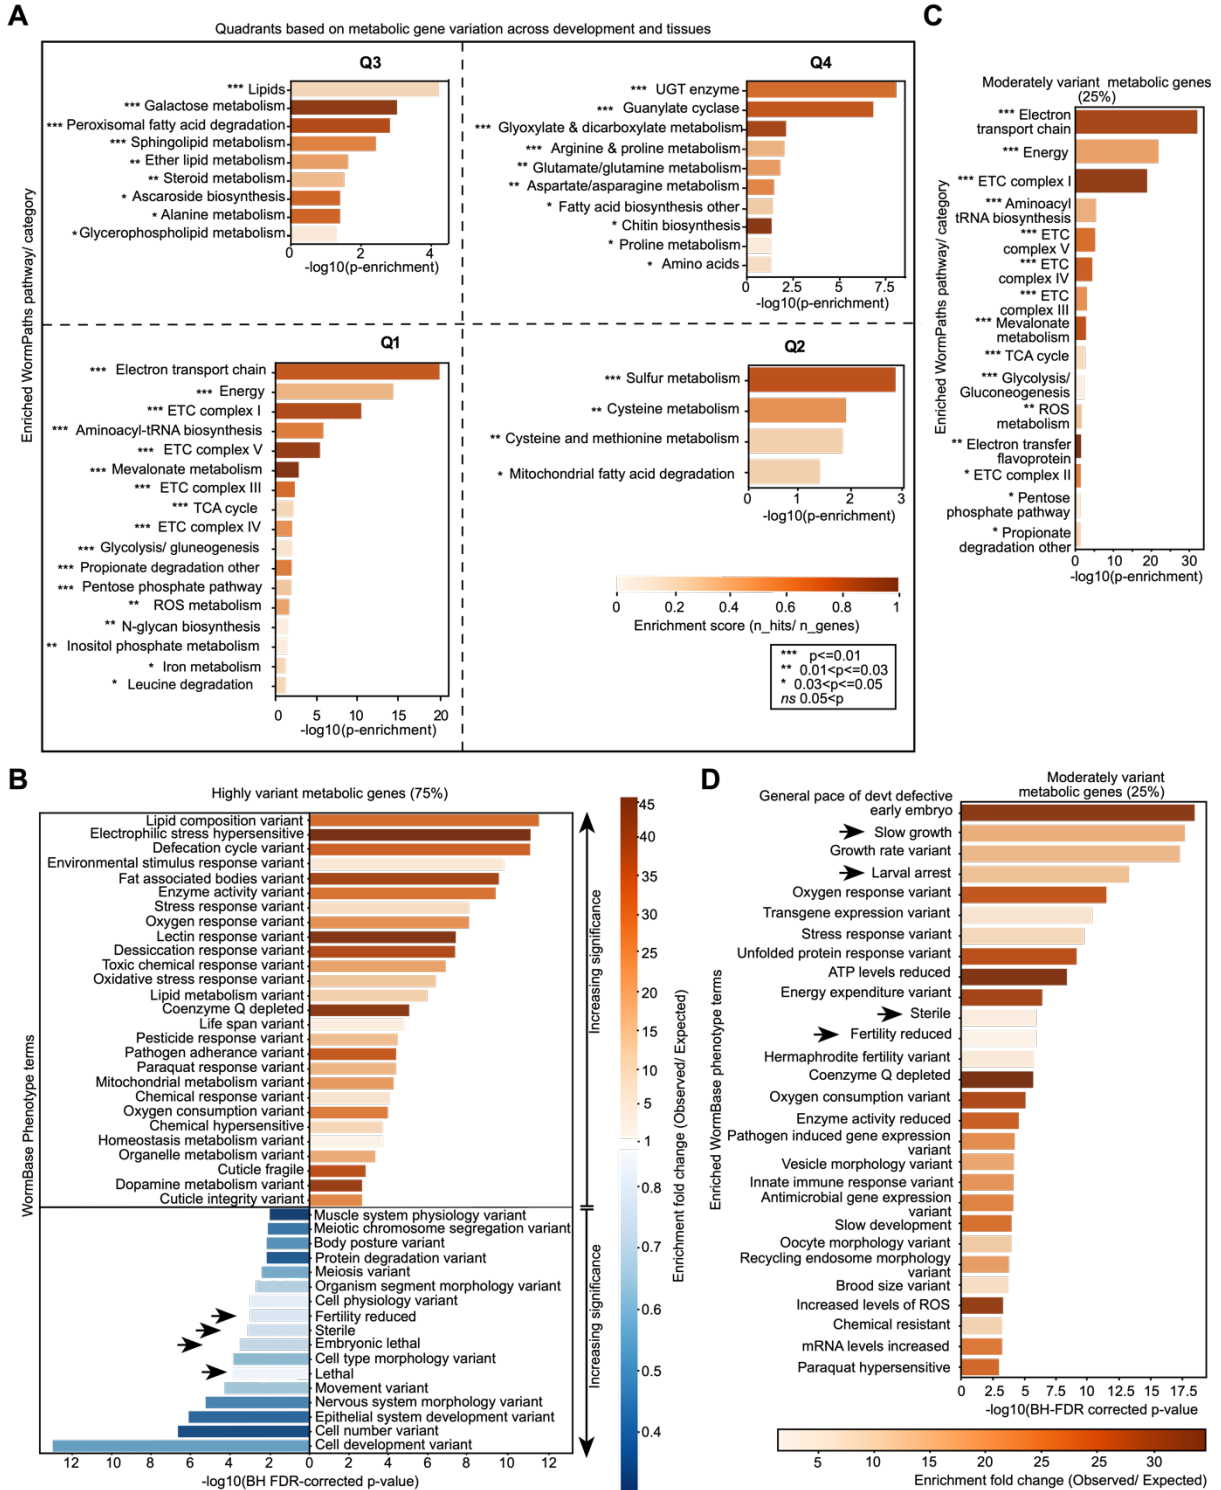 A
Quadrants based on metabolic gene variation across development and tissues
Enriched WormPaths pathway/ category
Q3
*** Lipids
*** Galactose metabolism
*** Peroxisomal fatty acid degradation
*** Sphingolipid metabolism
** Ether lipid metabolism
** Steroid metabolism
* Ascaroside biosynthesis
* Alanine metabolism
* Glycerophospholipid metabolism
0 2 4
-log10(p-enrichment)
Q4
*** UGT enzyme
*** Guanylate cyclase
*** Glyoxylate & dicarboxylate metabolism
*** Arginine & proline metabolism
** Glutamate/glutamine metabolism
** Aspartate/asparagine metabolism
* Fatty acid biosynthesis other
* Chitin biosynthesis
* Proline metabolism
* Amino acids
0 2.5 5 7.5
-log10(p-enrichment)
Q1
*** Electron transport chain
*** Energy
*** ETC complex I
*** Aminoacyl-tRNA biosynthesis
*** ETC complex V
*** Mevalonate metabolism
*** ETC complex III
*** TCA cycle
*** ETC complex IV
*** Glycolysis/ gluneogenesis
*** Propionate degradation other
*** Pentose phosphate pathway
** ROS metabolism
** N-glycan biosynthesis
** Inositol phosphate metabolism
* Iron metabolism
* Leucine degradation
0 5 10 15 20
-log10(p-enrichment)
Q2
*** Sulfur metabolism
** Cysteine metabolism
** Cysteine and methionine metabolism
* Mitochondrial fatty acid degradation
0 1 2 3
-log10(p-enrichment)
0 0.2 0.4 0.6 0.8 1
Enrichment score (n_hits/ n_genes)
*** p<=0.01
** 0.01<p<=0.03
* 0.03<p<=0.05
ns 0.05<p
C
Moderately variant metabolic genes
(25%)
Enriched WormPaths pathway/ category
*** Electron
transport chain
*** Energy
*** ETC complex I
*** Aminoacyl
tRNA biosynthesis
*** ETC
complex V
*** ETC
complex IV
*** ETC
complex III
*** Mevalonate
metabolism
*** TCA cycle
*** Glycolysis/
Gluconeogenesis
** ROS
metabolism
** Electron transfer
flavoprotein
* ETC complex II
* Pentose
phosphate pathway
* Propionate
degradation other
0 10 20 30
-log10(p-enrichment)
B
Highly variant metabolic genes (75%)
WormBase Phenotype terms
Lipid composition variant
Electrophilic stress hypersensitive
Defecation cycle variant
Environmental stimulus response variant
Fat associated bodies variant
Enzyme activity variant
Stress response variant
Oxygen response variant
Lectin response variant
Dessiccation response variant
Toxic chemical response variant
Oxidative stress response variant
Lipid metabolism variant
Coenzyme Q depleted
Life span variant
Pesticide response variant
Pathogen adherance variant
Paraquat response variant
Mitochondrial metabolism variant
Chemical response variant
Oxygen consumption variant
Chemical hypersensitive
Homeostasis metabolism variant
Organelle metabolism variant
Cuticle fragile
Dopamine metabolism variant
Cuticle integrity variant
Muscle system physiology variant
Meiotic chromosome segregation variant
Body posture variant
Protein degradation variant
Meiosis variant
Organism segment morphology variant
Cell physiology variant
Fertility reduced
Sterile
Embryonic lethal
Cell type morphology variant
Lethal
Movement variant
Nervous system morphology variant
Epithelial system development variant
Cell number variant
Cell development variant
12 10 8 6 4 2 0 2 4 6 8 10 12
-log10(BH FDR-corrected p-value)
Increasing significance
Increasing significance
45
40
35
30
25
20
15
10
5
1
0.8
0.7
0.6
0.5
0.4
Enrichment fold change (Observed/ Expected)
D
Moderately variant
metabolic genes (25%)
Enriched WormBase phenotype terms
General pace of devt defective
early embryo
Slow growth
Growth rate variant
Larval arrest
Oxygen response variant
Transgene expression variant
Stress response variant
Unfolded protein response variant
ATP levels reduced
Energy expenditure variant
Sterile
Fertility reduced
Hermaphrodite fertility variant
Coenzyme Q depleted
Oxygen consumption variant
Enzyme activity reduced
Pathogen induced gene expression
variant
Vesicle morphology variant
Innate immune response variant
Antimicrobial gene expression
variant
Slow development
Oocyte morphology variant
Recycling endosome morphology
variant
Brood size variant
Increased levels of ROS
Chemical resistant
mRNA levels increased
Paraquat hypersensitive
0 2.5 5 7.5 10 12.5 15 17.5
-log10(BH-FDR corrected p-value
5 10 15 20 25 30
Enrichment fold change (Observed/ Expected)